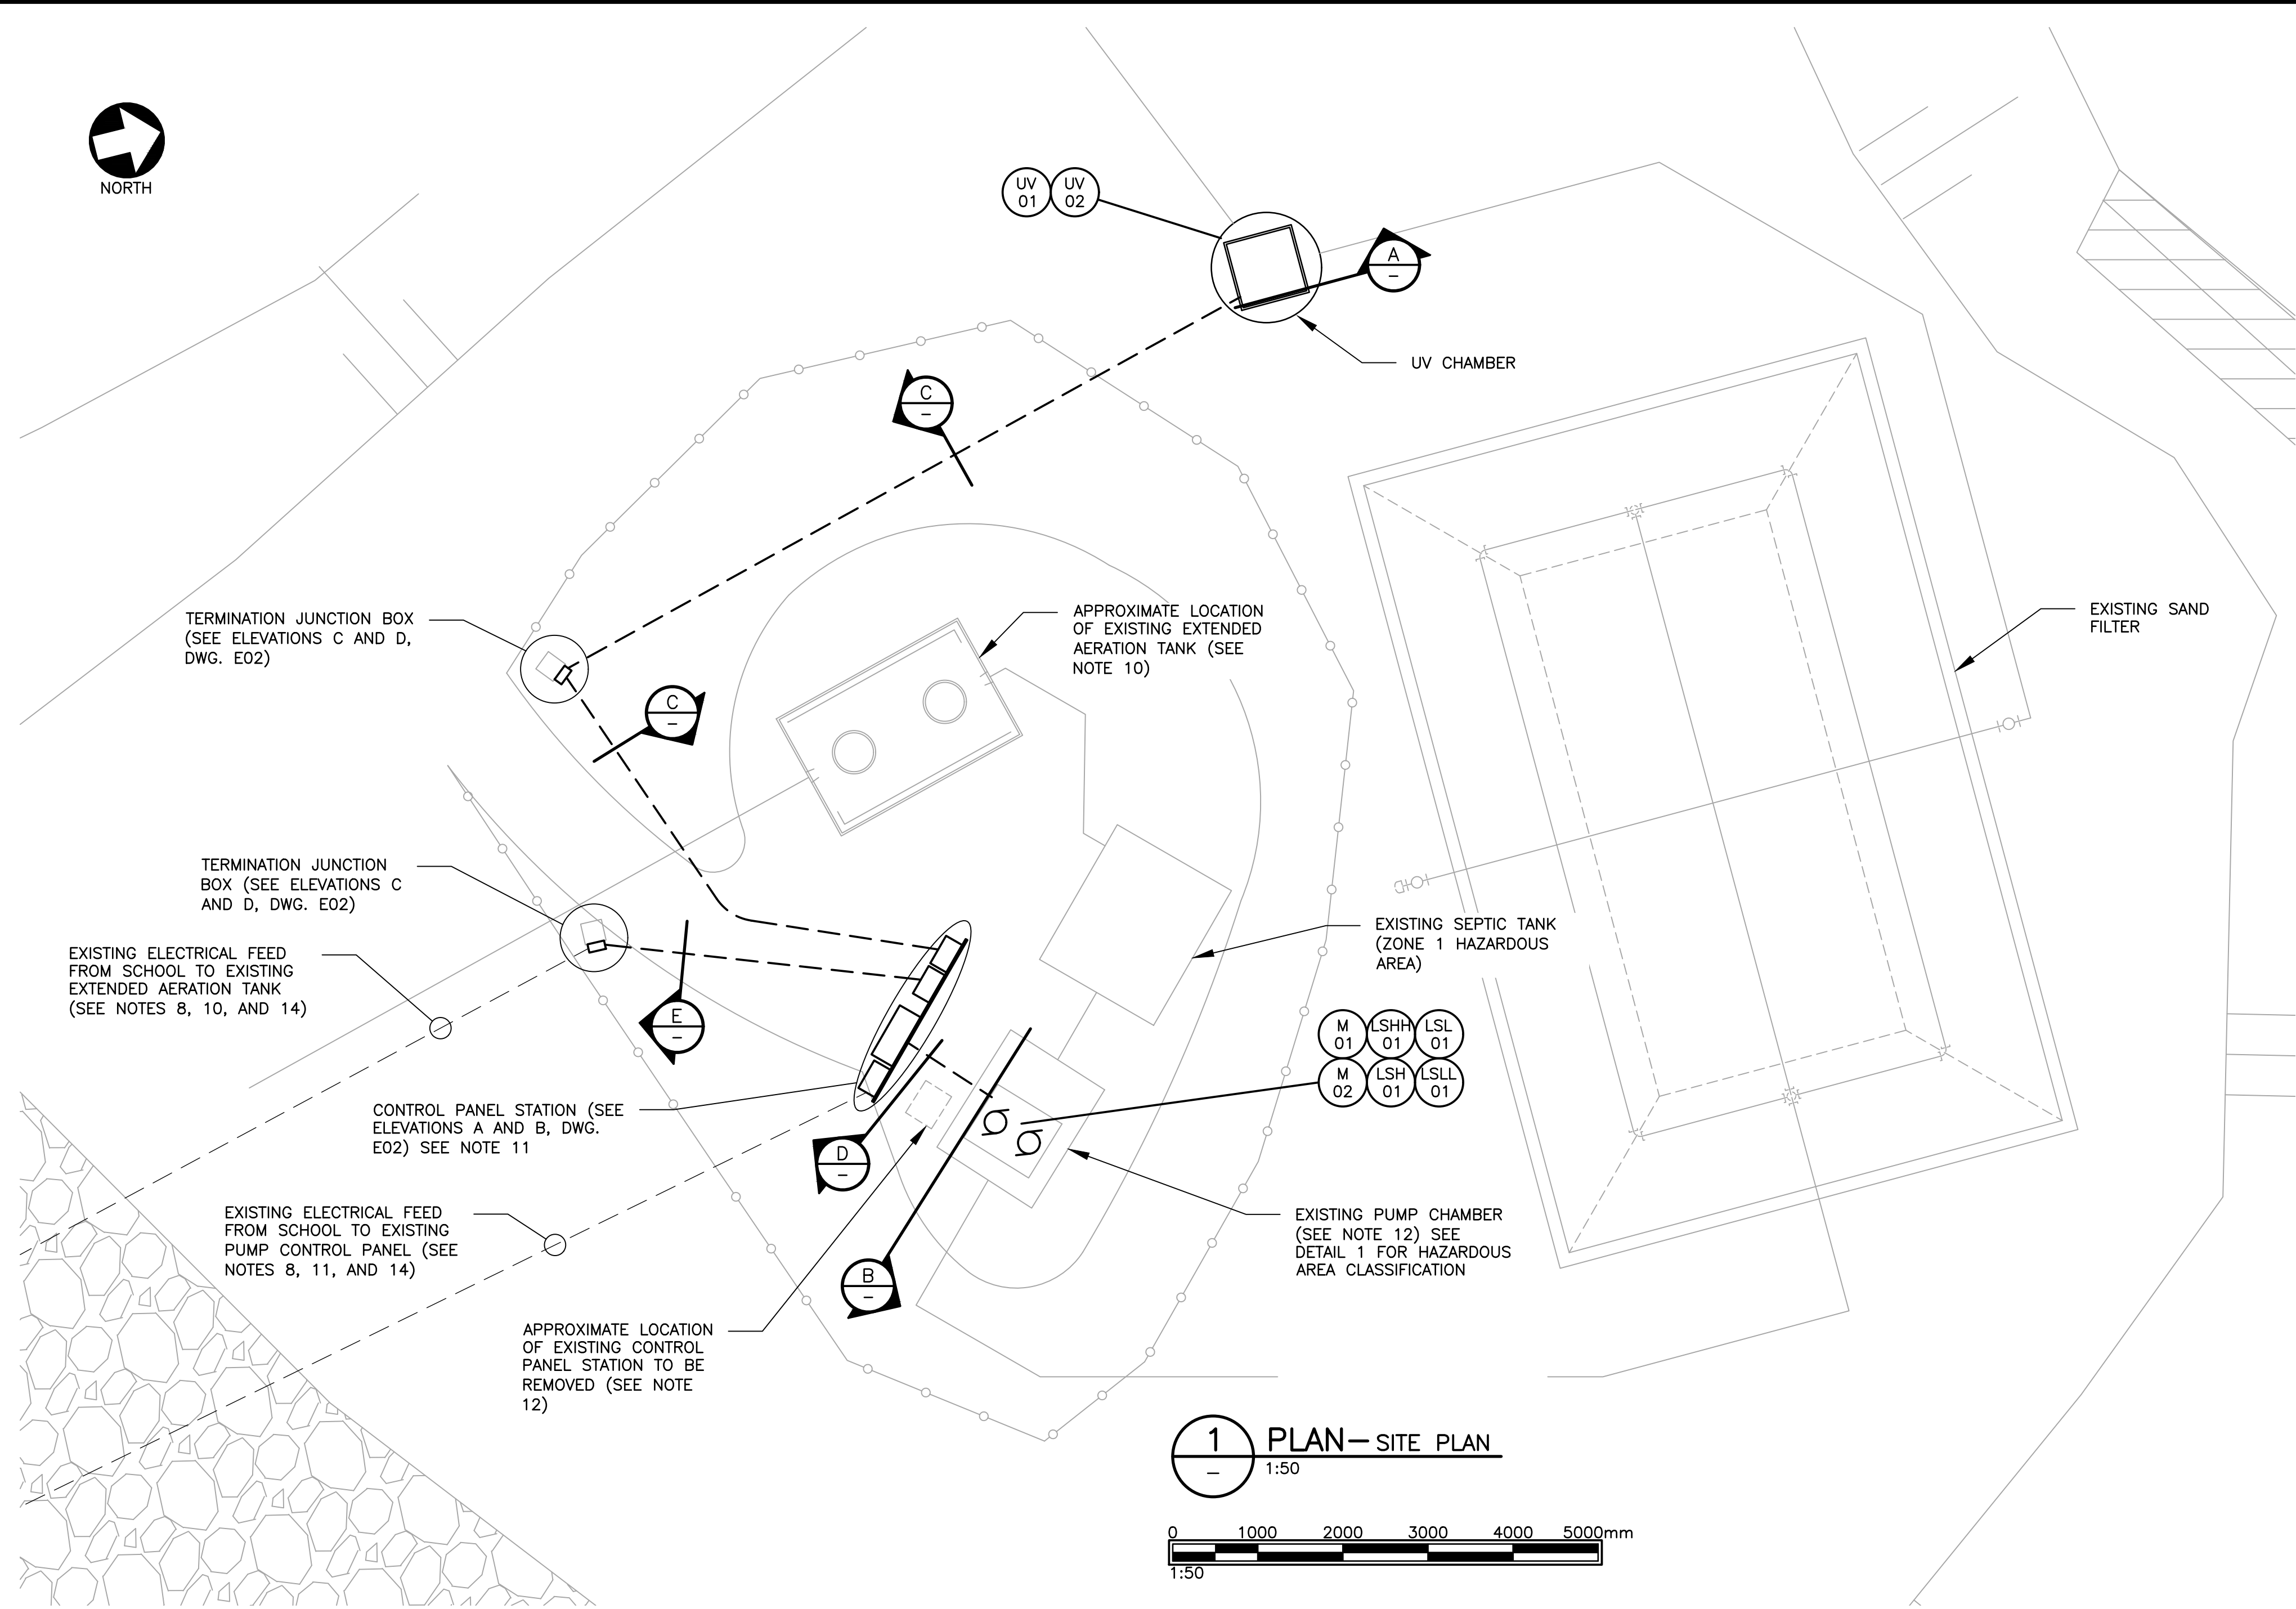 NORTH
UV
01
UV
02
A
–
UV CHAMBER
C
–
TERMINATION JUNCTION BOX
(SEE ELEVATIONS C AND D,
DWG. E02)
APPROXIMATE LOCATION
OF EXISTING EXTENDED
AERATION TANK (SEE
NOTE 10)
EXISTING SAND
FILTER
C
–
TERMINATION JUNCTION
BOX (SEE ELEVATIONS C
AND D, DWG. E02)
EXISTING ELECTRICAL FEED
FROM SCHOOL TO EXISTING
EXTENDED AERATION TANK
(SEE NOTES 8, 10, AND 14)
EXISTING SEPTIC TANK
(ZONE 1 HAZARDOUS
AREA)
E
–
M
01
LSHH
01
LSL
01
M
02
LSH
01
LSLL
01
CONTROL PANEL STATION (SEE
ELEVATIONS A AND B, DWG.
E02) SEE NOTE 11
D
–
EXISTING ELECTRICAL FEED
FROM SCHOOL TO EXISTING
PUMP CONTROL PANEL (SEE
NOTES 8, 11, AND 14)
EXISTING PUMP CHAMBER
(SEE NOTE 12) SEE
DETAIL 1 FOR HAZARDOUS
AREA CLASSIFICATION
B
–
APPROXIMATE LOCATION
OF EXISTING CONTROL
PANEL STATION TO BE
REMOVED (SEE NOTE
12)
1
–
PLAN – SITE PLAN
1:50
0 1000 2000 3000 4000 5000mm
1:50